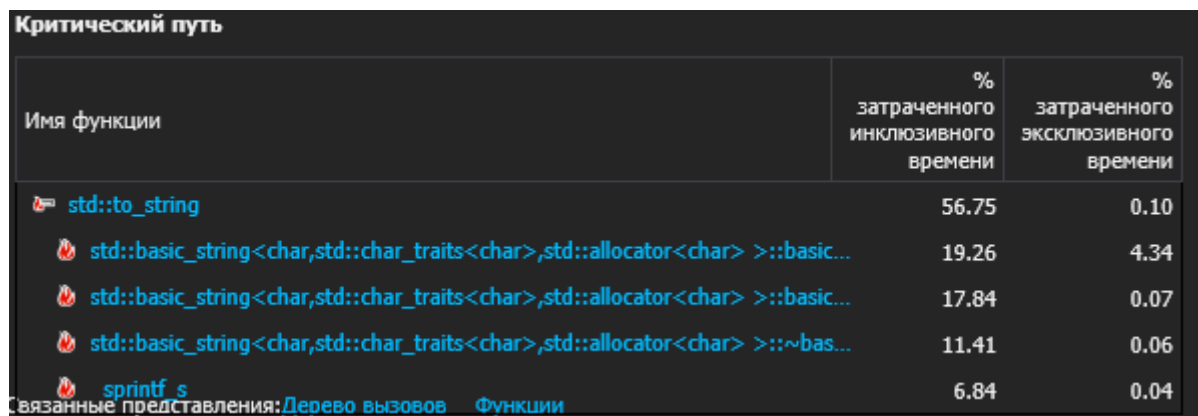 Критический путь
Имя функции
%
затраченного
инклюзивного
времени
%
затраченного
эксклюзивного
времени
std::to_string 56.75 0.10
std::basic_string<char,std::char_traits<char>,std::allocator<char> >::basic... 19.26 4.34
std::basic_string<char,std::char_traits<char>,std::allocator<char> >::basic... 17.84 0.07
std::basic_string<char,std::char_traits<char>,std::allocator<char> >::~bas... 11.41 0.06
sprintf_s 6.84 0.04
Связанные представления: Дерево вызовов Функции